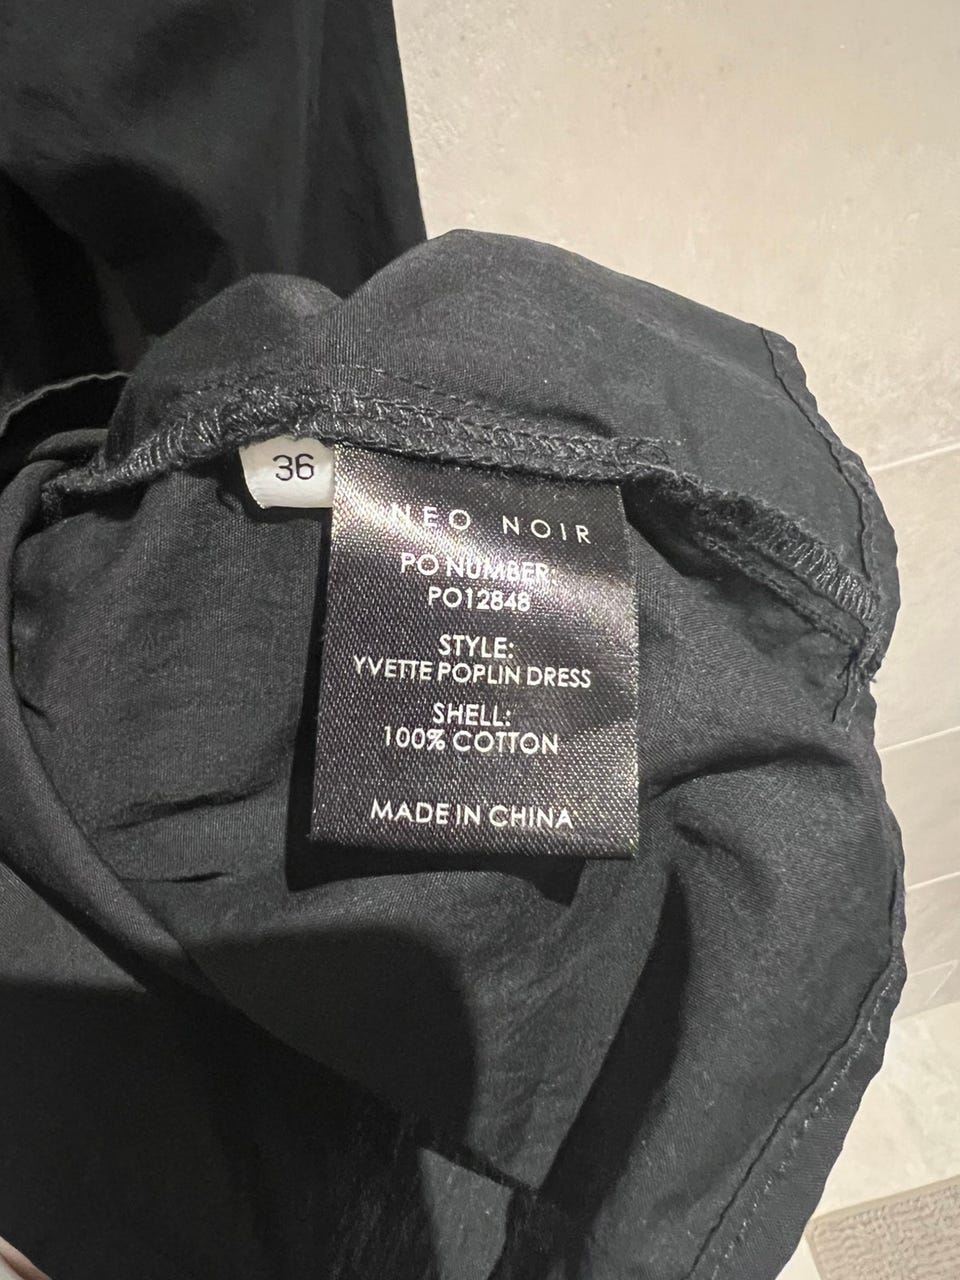 36
NEO NOIR
PO NUMBER:
PO12848
STYLE:
YVETTE POPLIN DRESS
SHELL:
100% COTTON
MADE IN CHINA